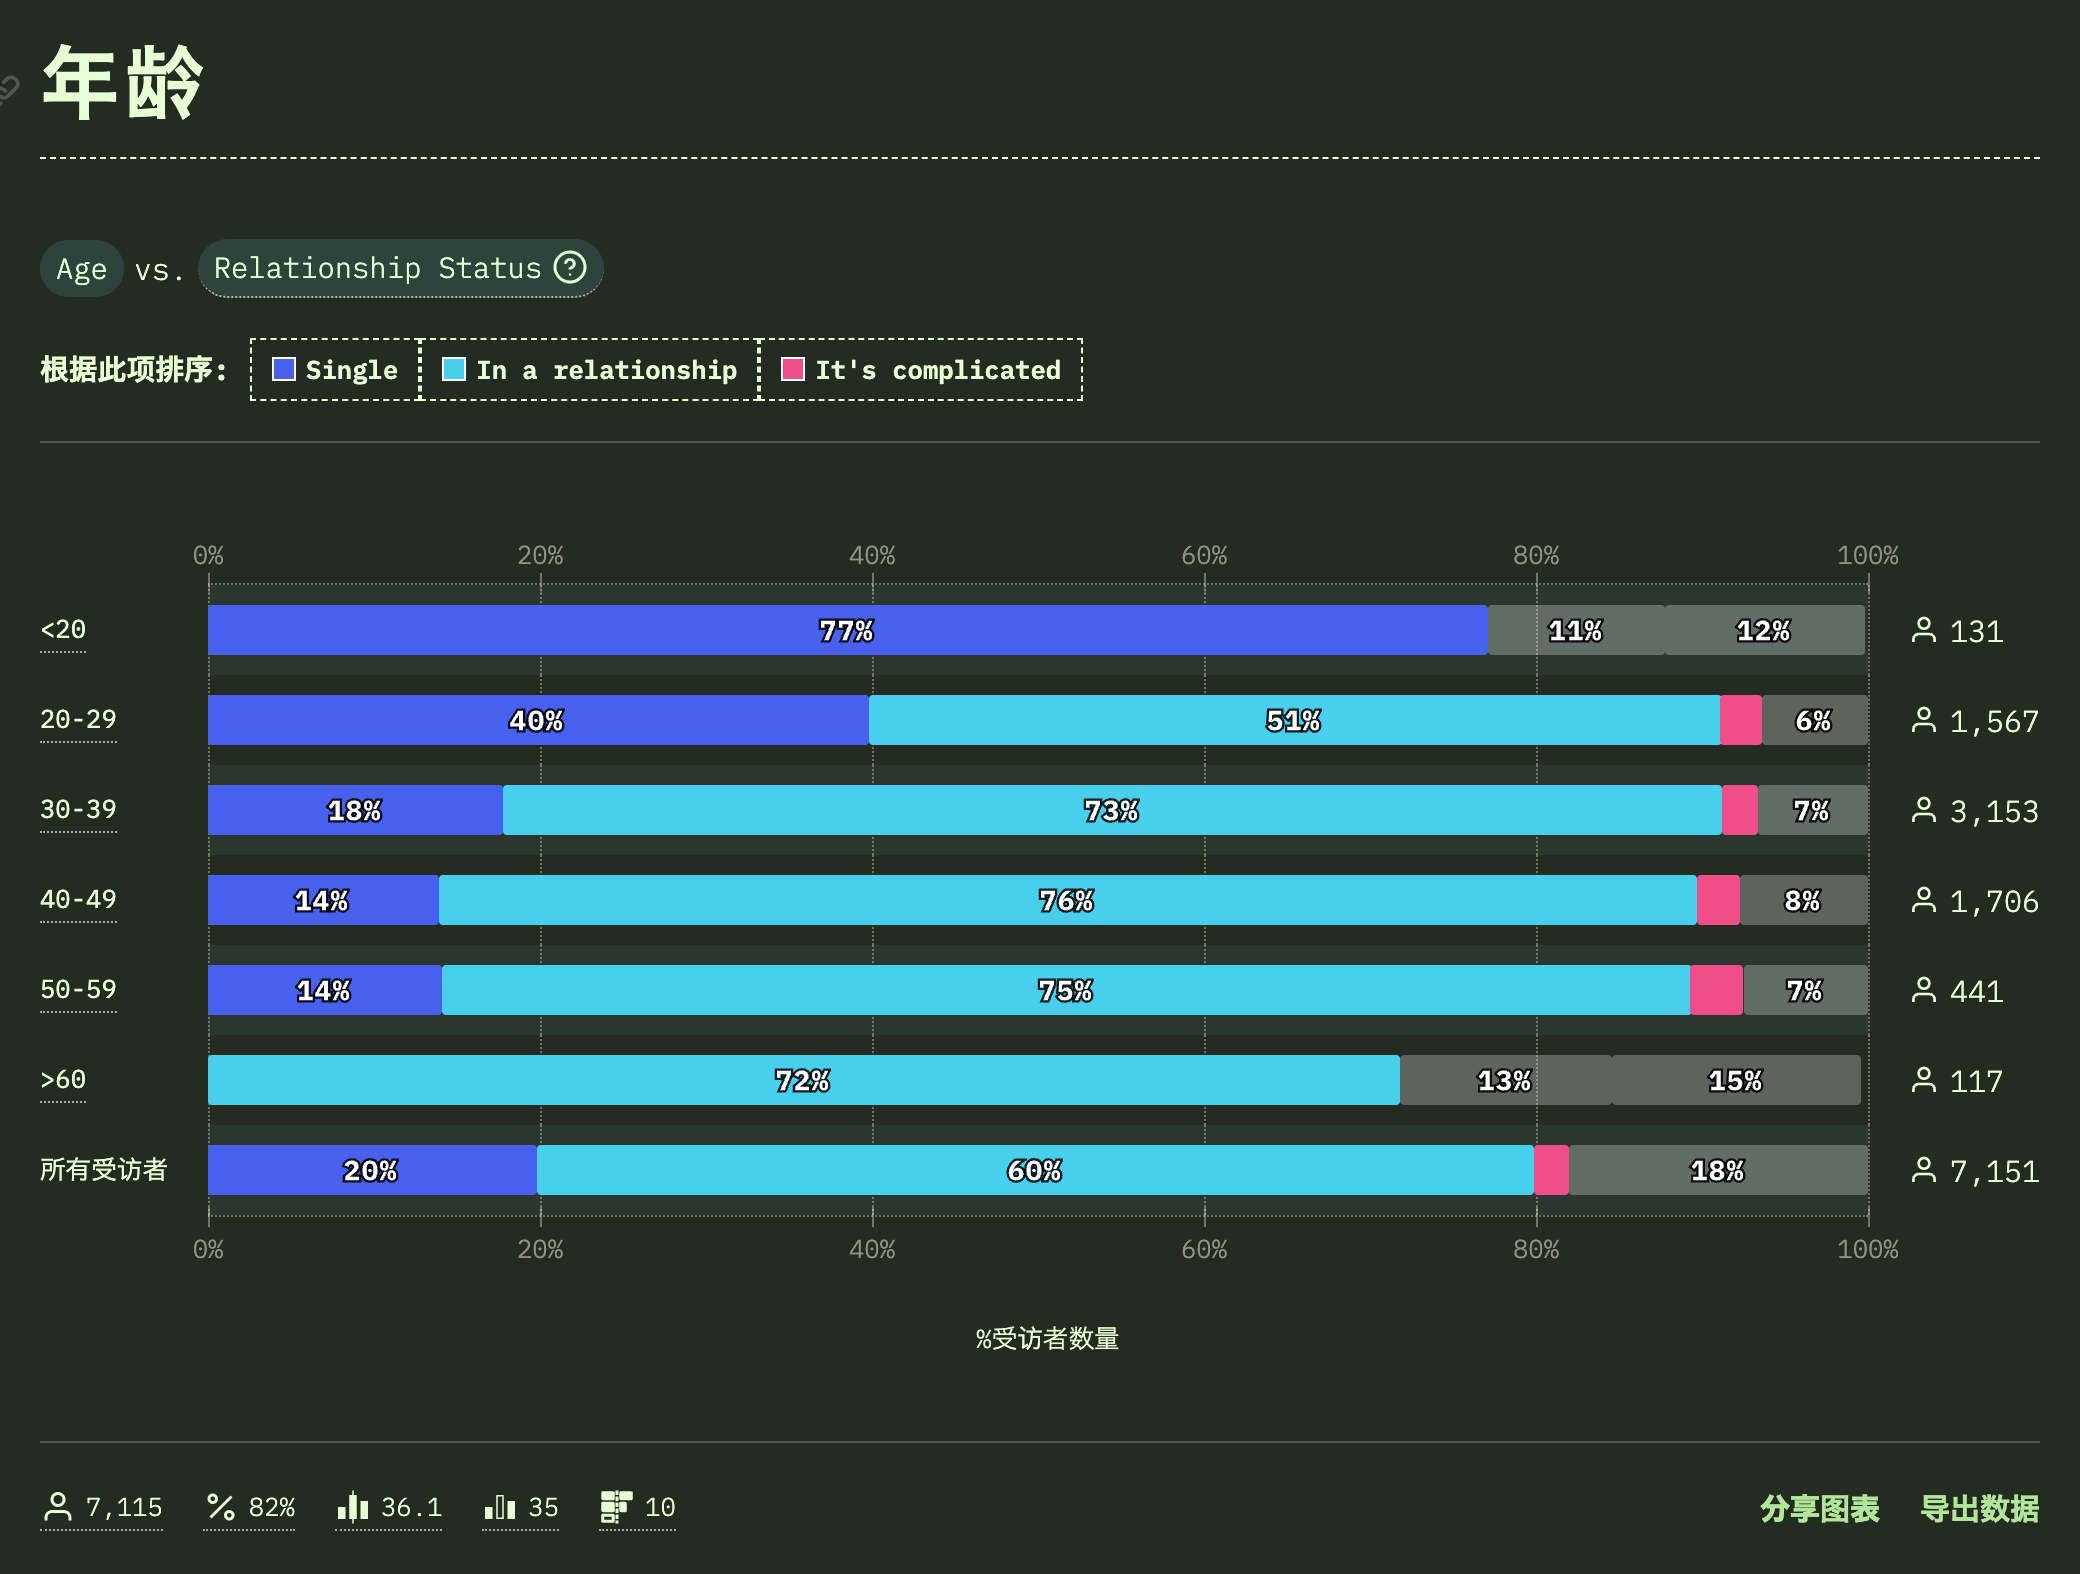 年龄
Age vs. Relationship Status ?
根据此项排序: Single In a relationship It's complicated
0% 20% 40% 60% 80% 100%
<20 77% 11% 12% 131
20-29 40% 51% 6% 1,567
30-39 18% 73% 7% 3,153
40-49 14% 76% 8% 1,706
50-59 14% 75% 7% 441
>60 72% 13% 15% 117
所有受访者 20% 60% 18% 7,151
0% 20% 40% 60% 80% 100%
%受访者数量
7,115 82% 36.1 35 10 分享图表 导出数据